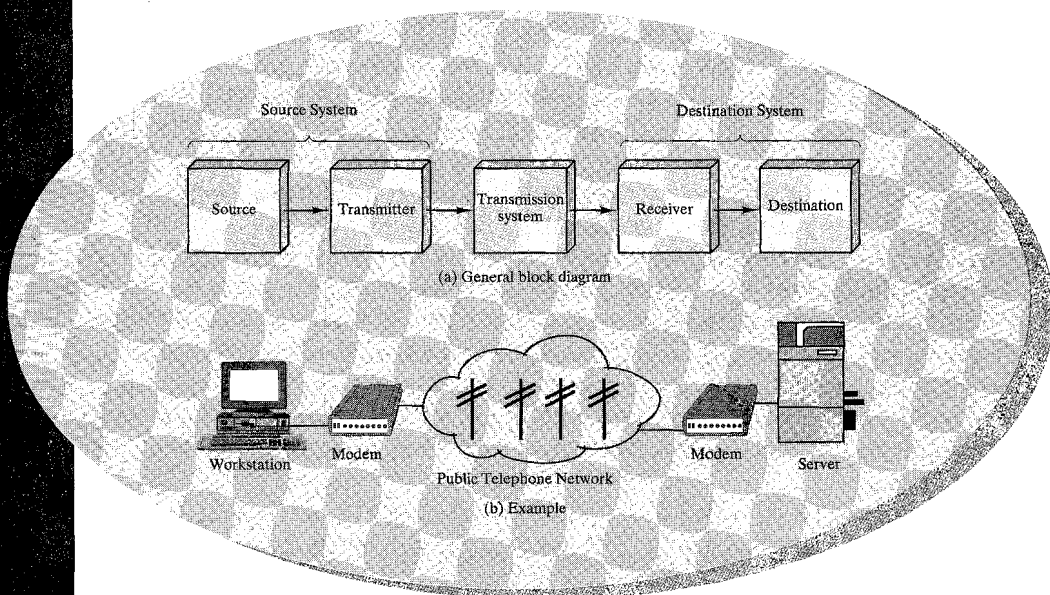 Source System
Destination System
Source
Transmitter
Transmission
system
Receiver
Destination
(a) General block diagram
Workstation
Modem
Public Telephone Network
Modem
Server
(b) Example